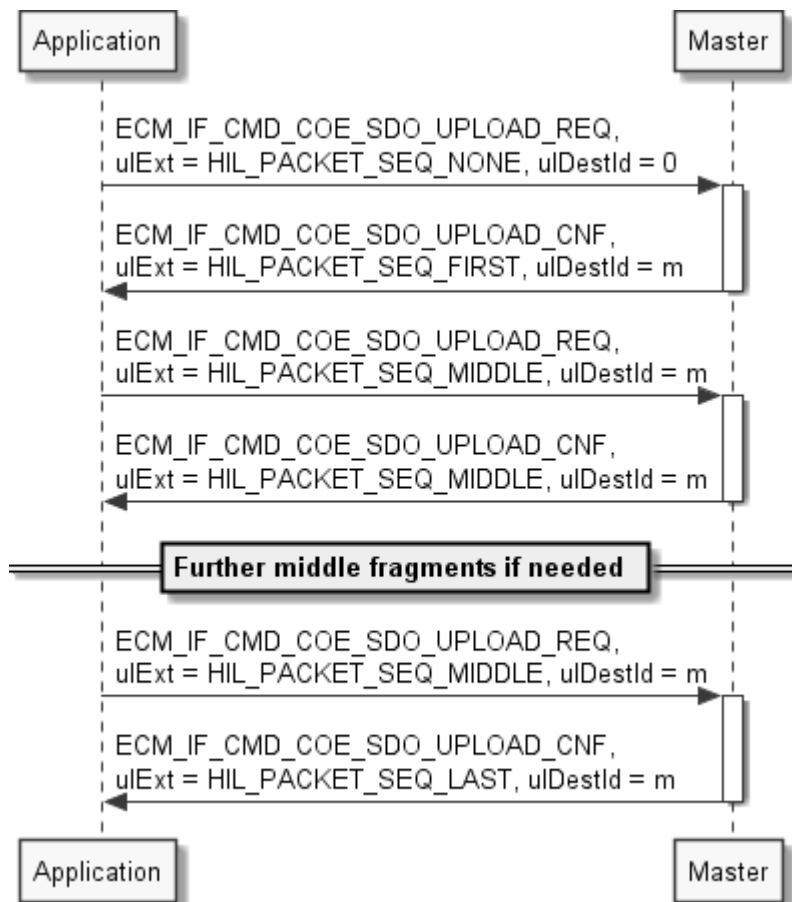 Application Master
ECM_IF_CMD_COE_SDO_UPLOAD_REQ,
ulExt = HIL_PACKET_SEQ_NONE, ulDestId = 0
ECM_IF_CMD_COE_SDO_UPLOAD_CNF,
ulExt = HIL_PACKET_SEQ_FIRST, ulDestId = m
ECM_IF_CMD_COE_SDO_UPLOAD_REQ,
ulExt = HIL_PACKET_SEQ_MIDDLE, ulDestId = m
ECM_IF_CMD_COE_SDO_UPLOAD_CNF,
ulExt = HIL_PACKET_SEQ_MIDDLE, ulDestId = m
Further middle fragments if needed
ECM_IF_CMD_COE_SDO_UPLOAD_REQ,
ulExt = HIL_PACKET_SEQ_MIDDLE, ulDestId = m
ECM_IF_CMD_COE_SDO_UPLOAD_CNF,
ulExt = HIL_PACKET_SEQ_LAST, ulDestId = m
Application Master